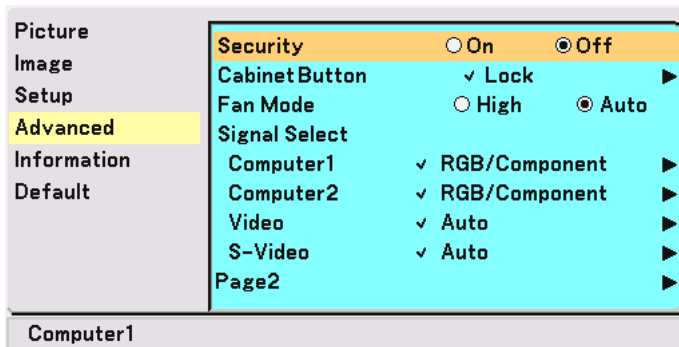 Picture
Image
Setup
Advanced
Information
Default
Security On Off
Cabinet Button Lock
Fan Mode High Auto
Signal Select
Computer1 RGB/Component
Computer2 RGB/Component
Video Auto
S-Video Auto
Page2
Computer1